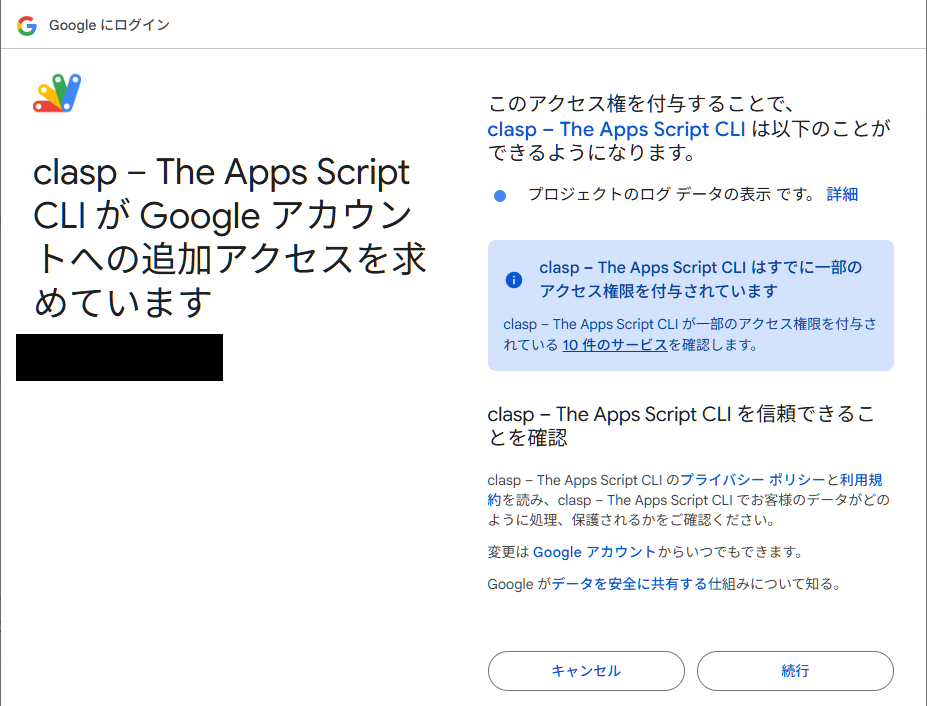 Google にログイン
clasp – The Apps Script
CLI が Google アカウン
トへの追加アクセスを求
めています
このアクセス権を付与することで、
clasp – The Apps Script CLI は以下のことが
できるようになります。
プロジェクトのログ データの表示 です。 詳細
clasp – The Apps Script CLI はすでに一部の
アクセス権限を付与されています
clasp – The Apps Script CLI が一部のアクセス権限を付与さ
れている 10 件のサービスを確認します。
clasp – The Apps Script CLI を信頼できるこ
とを確認
clasp – The Apps Script CLI のプライバシー ポリシーと利用規
約を読み、clasp – The Apps Script CLI でお客様のデータがどの
ように処理、保護されるかをご確認ください。
変更は Google アカウントからいつでもできます。
Google がデータを安全に共有する仕組みについて知る。
キャンセル
続行